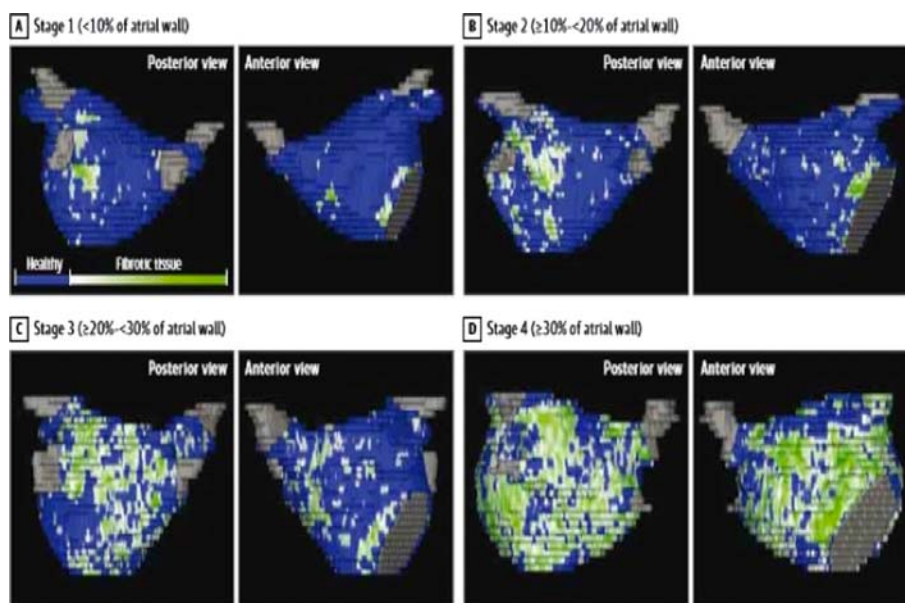 A Stage 1 (<10% of atrial wall)
Posterior view
Anterior view
Healthy
Fibrotic tissue
B Stage 2 (≥10%-<20% of atrial wall)
Posterior view
Anterior view
C Stage 3 (≥20%-<30% of atrial wall)
Posterior view
Anterior view
D Stage 4 (≥30% of atrial wall)
Posterior view
Anterior view